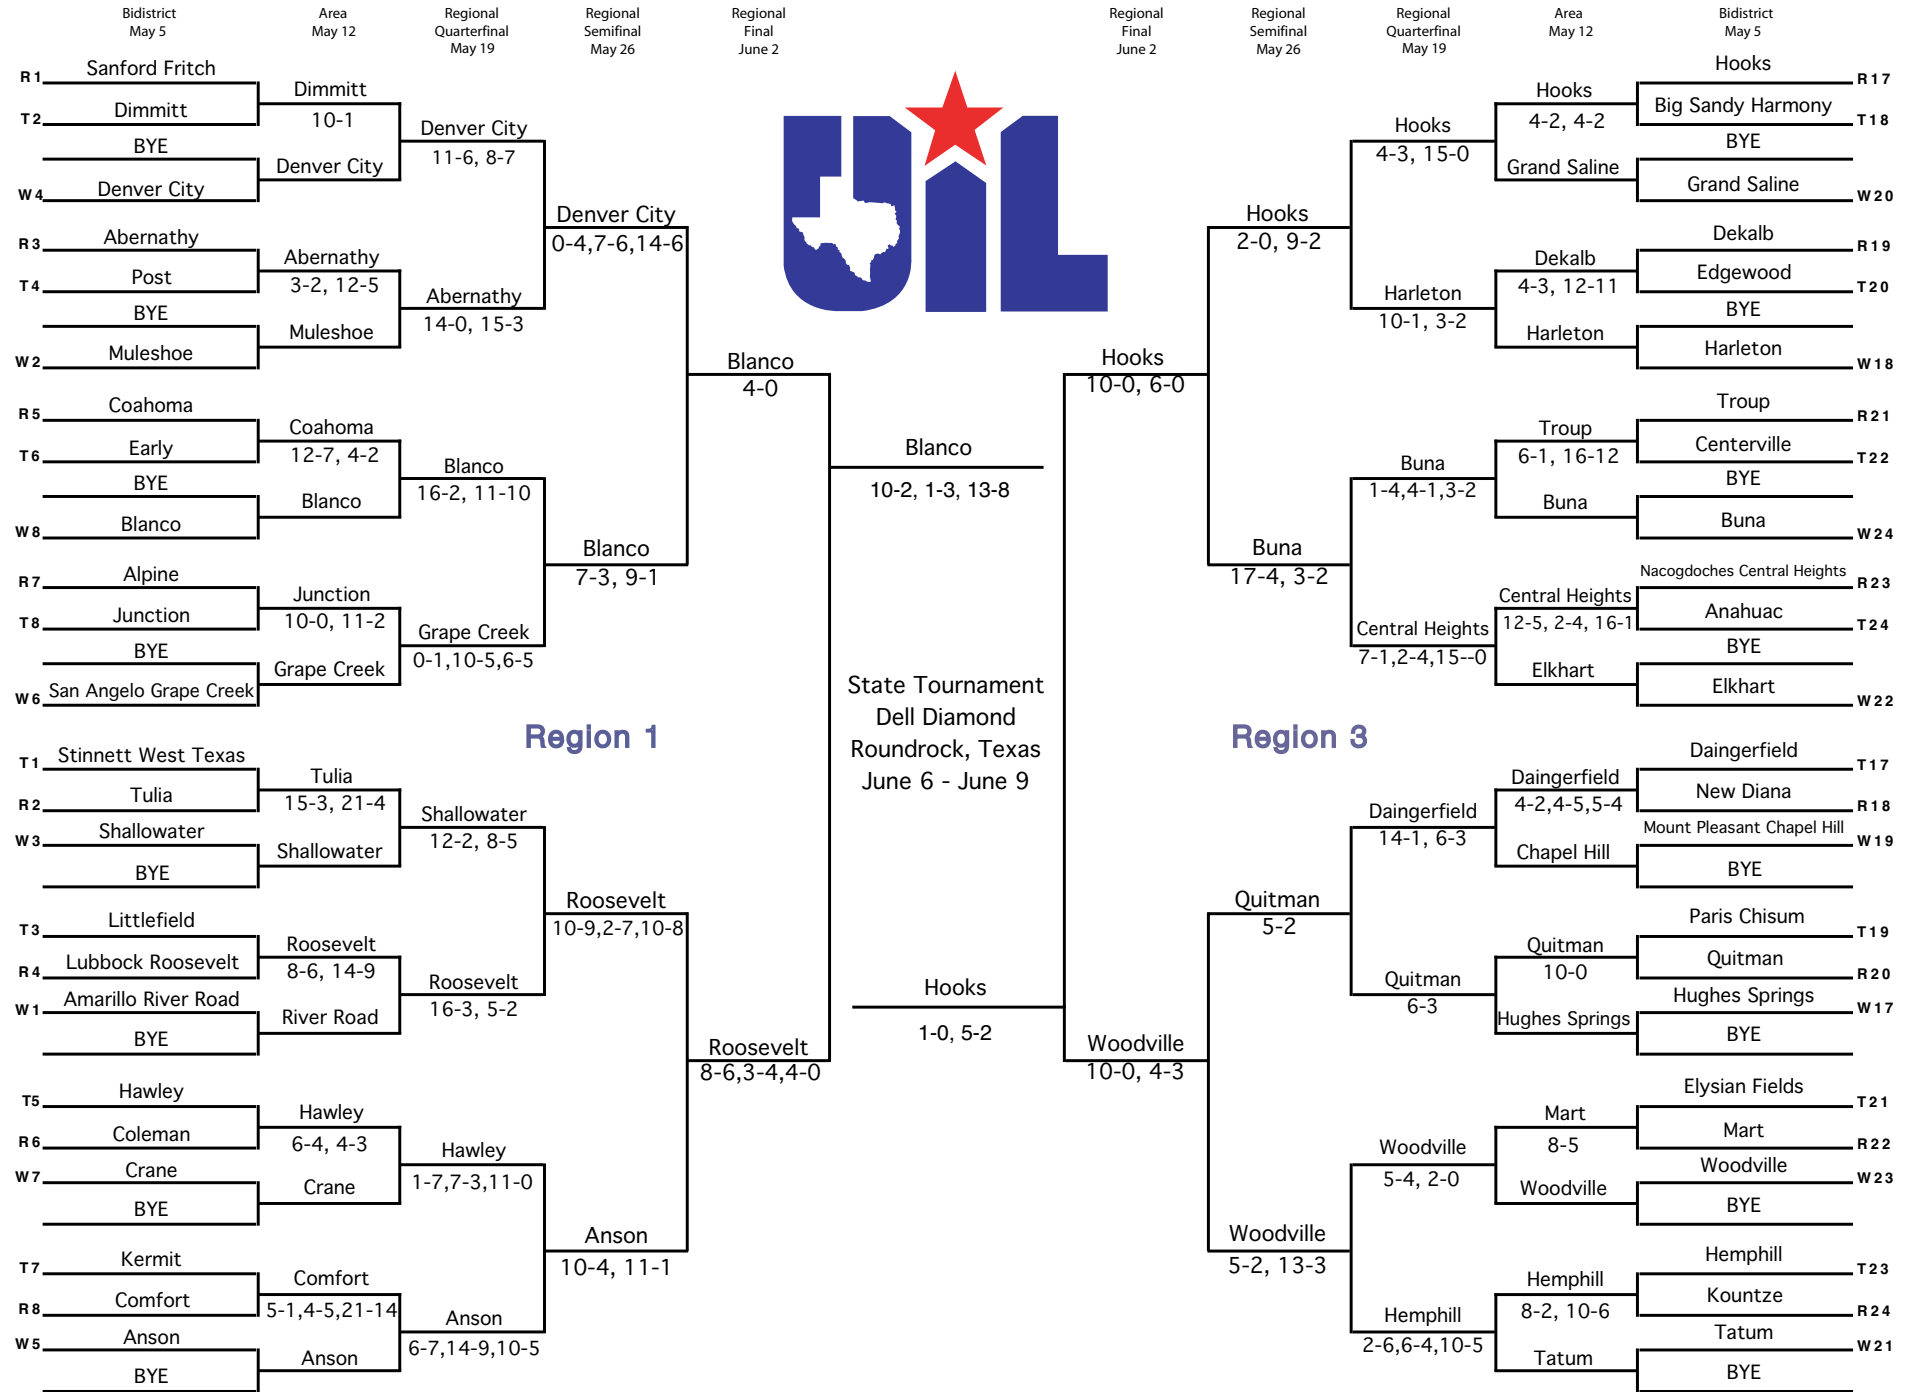 Bidistrict
May 5
Area
May 12
Regional
Quarterfinal
May 19
Regional
Semifinal
May 26
Regional
Final
June 2
Regional
Final
June 2
Regional
Semifinal
May 26
Regional
Quarterfinal
May 19
Area
May 12
Bidistrict
May 5
UIL
R1 Sanford Fritch
T2 Dimmitt
BYE
W4 Denver City
R3 Abernathy
T4 Post
BYE
W2 Muleshoe
R5 Coahoma
T6 Early
BYE
W8 Blanco
R7 Alpine
T8 Junction
BYE
W6 San Angelo Grape Creek
T1 Stinnett West Texas
R2 Tulia
W3 Shallowater
BYE
T3 Littlefield
R4 Lubbock Roosevelt
W1 Amarillo River Road
BYE
T5 Hawley
R6 Coleman
W7 Crane
BYE
T7 Kermit
R8 Comfort
W5 Anson
BYE
Dimmitt
10-1
Denver City
Abernathy
3-2, 12-5
Muleshoe
Coahoma
12-7, 4-2
Blanco
Junction
10-0, 11-2
Grape Creek
Tulia
15-3, 21-4
Shallowater
Roosevelt
8-6, 14-9
River Road
Hawley
6-4, 4-3
Crane
Comfort
5-1,4-5,21-14
Anson
Denver City
11-6, 8-7
Abernathy
14-0, 15-3
Blanco
16-2, 11-10
Grape Creek
0-1,10-5,6-5
Shallowater
12-2, 8-5
Roosevelt
16-3, 5-2
Hawley
1-7,7-3,11-0
Anson
6-7,14-9,10-5
Denver City
0-4,7-6,14-6
Blanco
7-3, 9-1
Region 1
Roosevelt
10-9,2-7,10-8
Anson
10-4, 11-1
Blanco
4-0
Roosevelt
8-6,3-4,4-0
Blanco
10-2, 1-3, 13-8
State Tournament
Dell Diamond
Roundrock, Texas
June 6 - June 9
Hooks
1-0, 5-2
Hooks
10-0, 6-0
Woodville
10-0, 4-3
Hooks
2-0, 9-2
Buna
17-4, 3-2
Region 3
Quitman
5-2
Woodville
5-2, 13-3
Hooks
4-3, 15-0
Harleton
10-1, 3-2
Buna
1-4,4-1,3-2
Central Heights
7-1,2-4,15--0
Daingerfield
14-1, 6-3
Quitman
6-3
Woodville
5-4, 2-0
Hemphill
2-6,6-4,10-5
Hooks
4-2, 4-2
Grand Saline
Dekalb
4-3, 12-11
Harleton
Troup
6-1, 16-12
Buna
Central Heights
12-5, 2-4, 16-1
Elkhart
Daingerfield
4-2,4-5,5-4
Chapel Hill
Quitman
10-0
Hughes Springs
Mart
8-5
Woodville
Hemphill
8-2, 10-6
Tatum
Hooks R17
Big Sandy Harmony T18
BYE
Grand Saline W20
Dekalb R19
Edgewood T20
BYE
Harleton W18
Troup R21
Centerville T22
BYE
Buna W24
Nacogdoches Central Heights R23
Anahuac T24
BYE
Elkhart W22
Daingerfield T17
New Diana R18
Mount Pleasant Chapel Hill W19
BYE
Paris Chisum T19
Quitman R20
Hughes Springs W17
BYE
Elysian Fields T21
Mart R22
Woodville W23
BYE
Hemphill T23
Kountze R24
Tatum W21
BYE